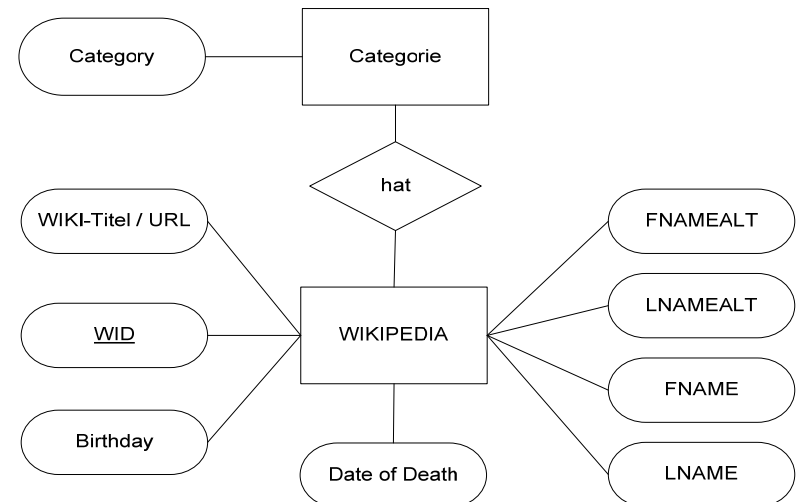 Category
Categorie
hat
WIKI-Titel / URL
FNAMEALT
LNAMEALT
WID
WIKIPEDIA
FNAME
Birthday
Date of Death
LNAME